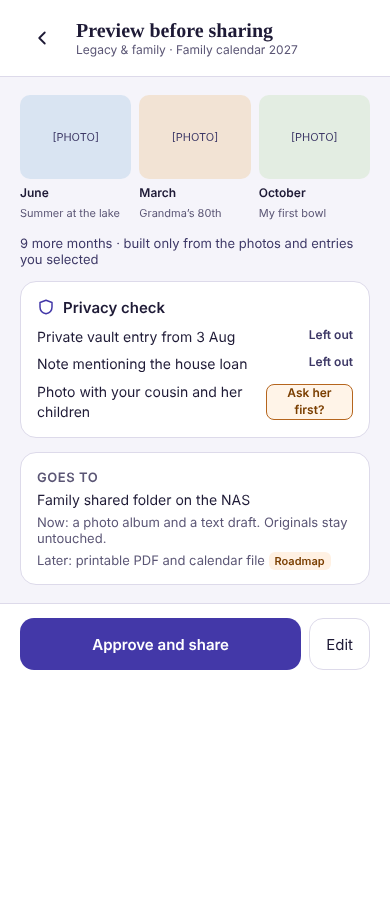 Preview before sharing
Legacy & family · Family calendar 2027
[PHOTO]
[PHOTO]
[PHOTO]
June
March
October
Summer at the lake
Grandma's 80th
My first bowl
9 more months · built only from the photos and entries
you selected
Privacy check
Private vault entry from 3 Aug
Left out
Note mentioning the house loan
Left out
Photo with your cousin and her
children
Ask her
first?
GOES TO
Family shared folder on the NAS
Now: a photo album and a text draft. Originals stay
untouched.
Later: printable PDF and calendar file Roadmap
Approve and share
Edit